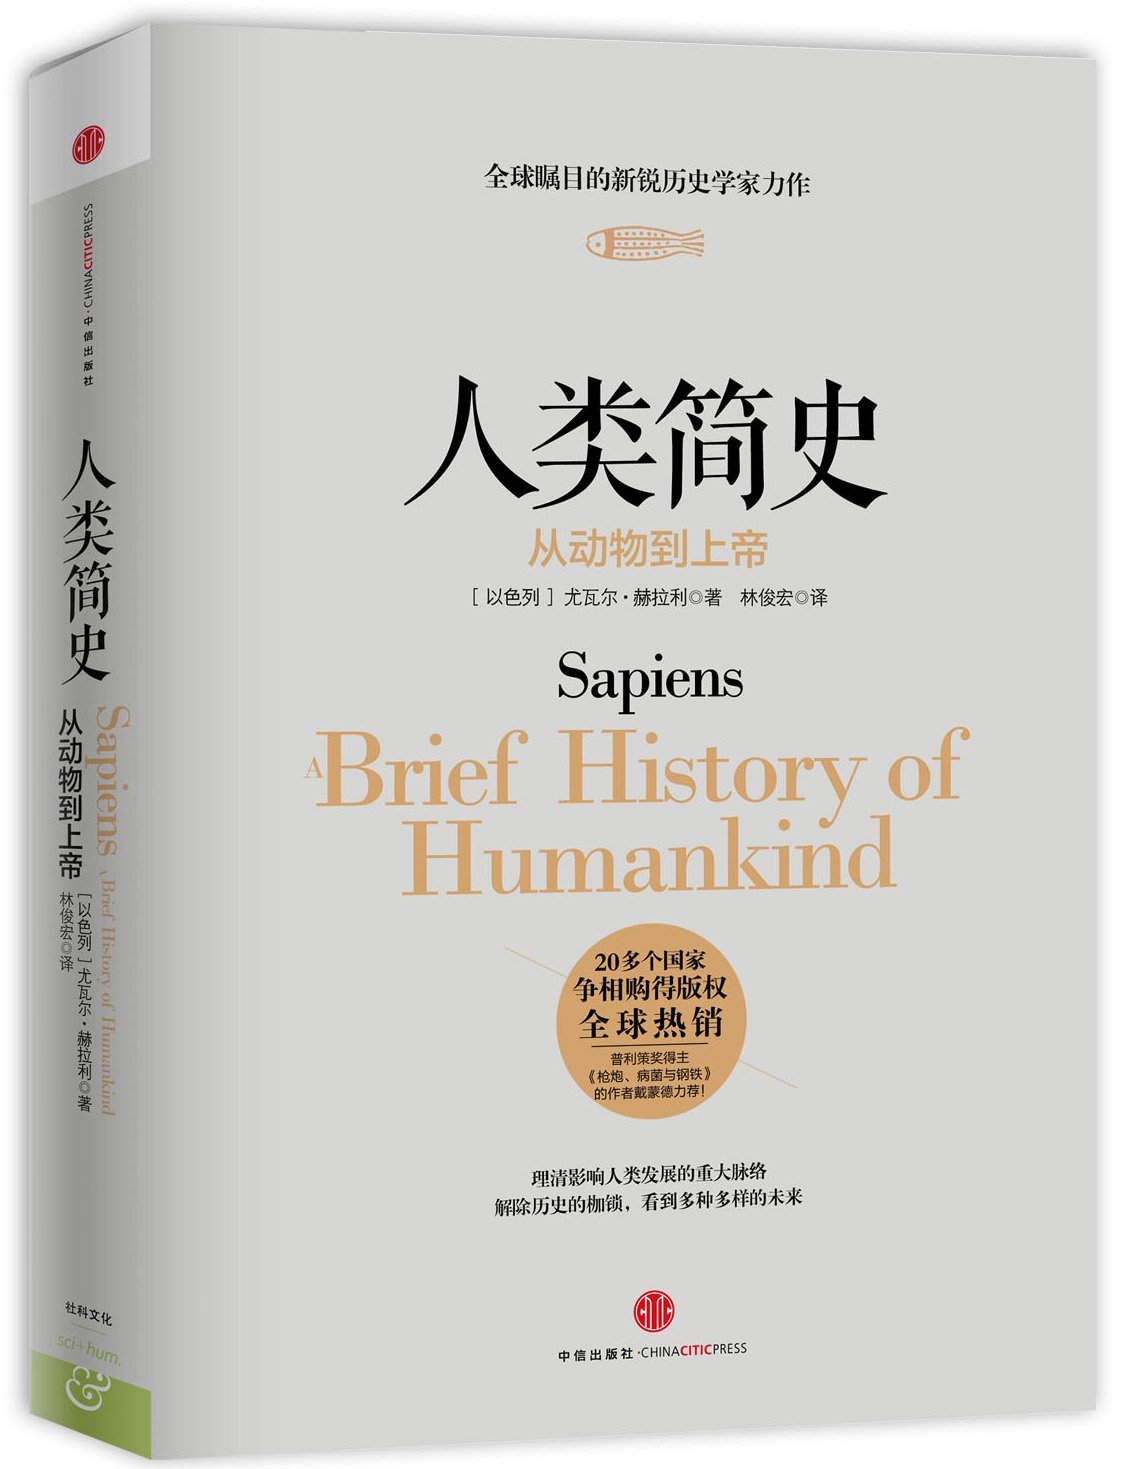 全球瞩目的新锐历史学家力作
人类简史
从动物到上帝
[以色列]尤瓦尔·赫拉利◎著 林俊宏◎译
Sapiens
A Brief History of
Humankind
20多个国家
争相购得版权
全球热销
普利策奖得主
《枪炮、病菌与钢铁》
的作者戴蒙德力荐!
理清影响人类发展的重大脉络
解除历史的枷锁，看到多种多样的未来
中信出版社·CHINACITICPRESS
中信出版社·CHINACITICPRESS
人类简史
从动物到上帝
Sapiens A Brief History of Humankind
[以色列]尤瓦尔·赫拉利◎著
林俊宏◎译
社科文化
sci+hum.
&